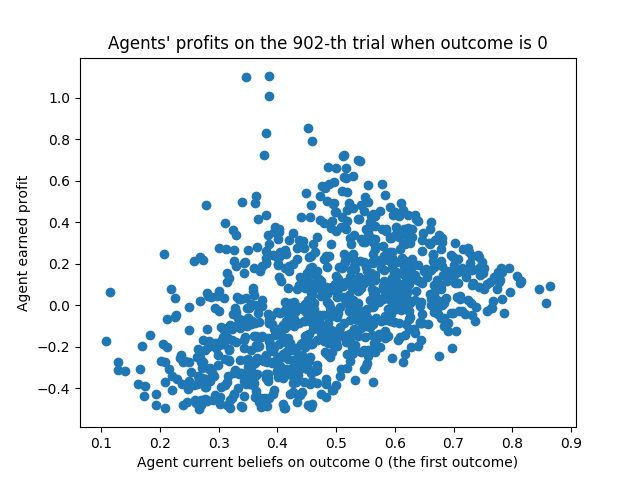 Agents' profits on the 902-th trial when outcome is 0
1.0
0.8
0.6
0.4
0.2
0.0
−0.2
−0.4
Agent earned profit
0.1 0.2 0.3 0.4 0.5 0.6 0.7 0.8 0.9
Agent current beliefs on outcome 0 (the first outcome)